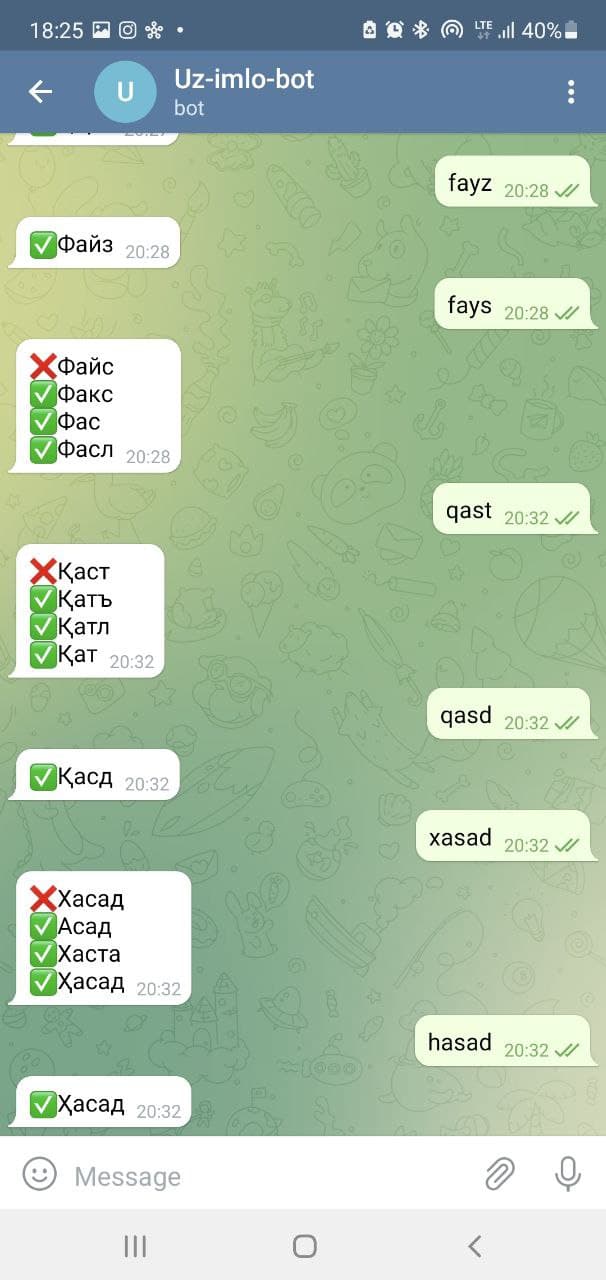 18:25
LTE
40%
U
Uz-imlo-bot
bot
fayz 20:28
✅Файз 20:28
fays 20:28
❌Файс
✅Факс
✅Фас
✅Фасл 20:28
qast 20:32
❌Қаст
✅Қатъ
✅Қатл
✅Қат 20:32
qasd 20:32
✅Қасд 20:32
xasad 20:32
❌Хасад
✅Асад
✅Хаста
✅Ҳасад 20:32
hasad 20:32
✅Ҳасад 20:32
Message